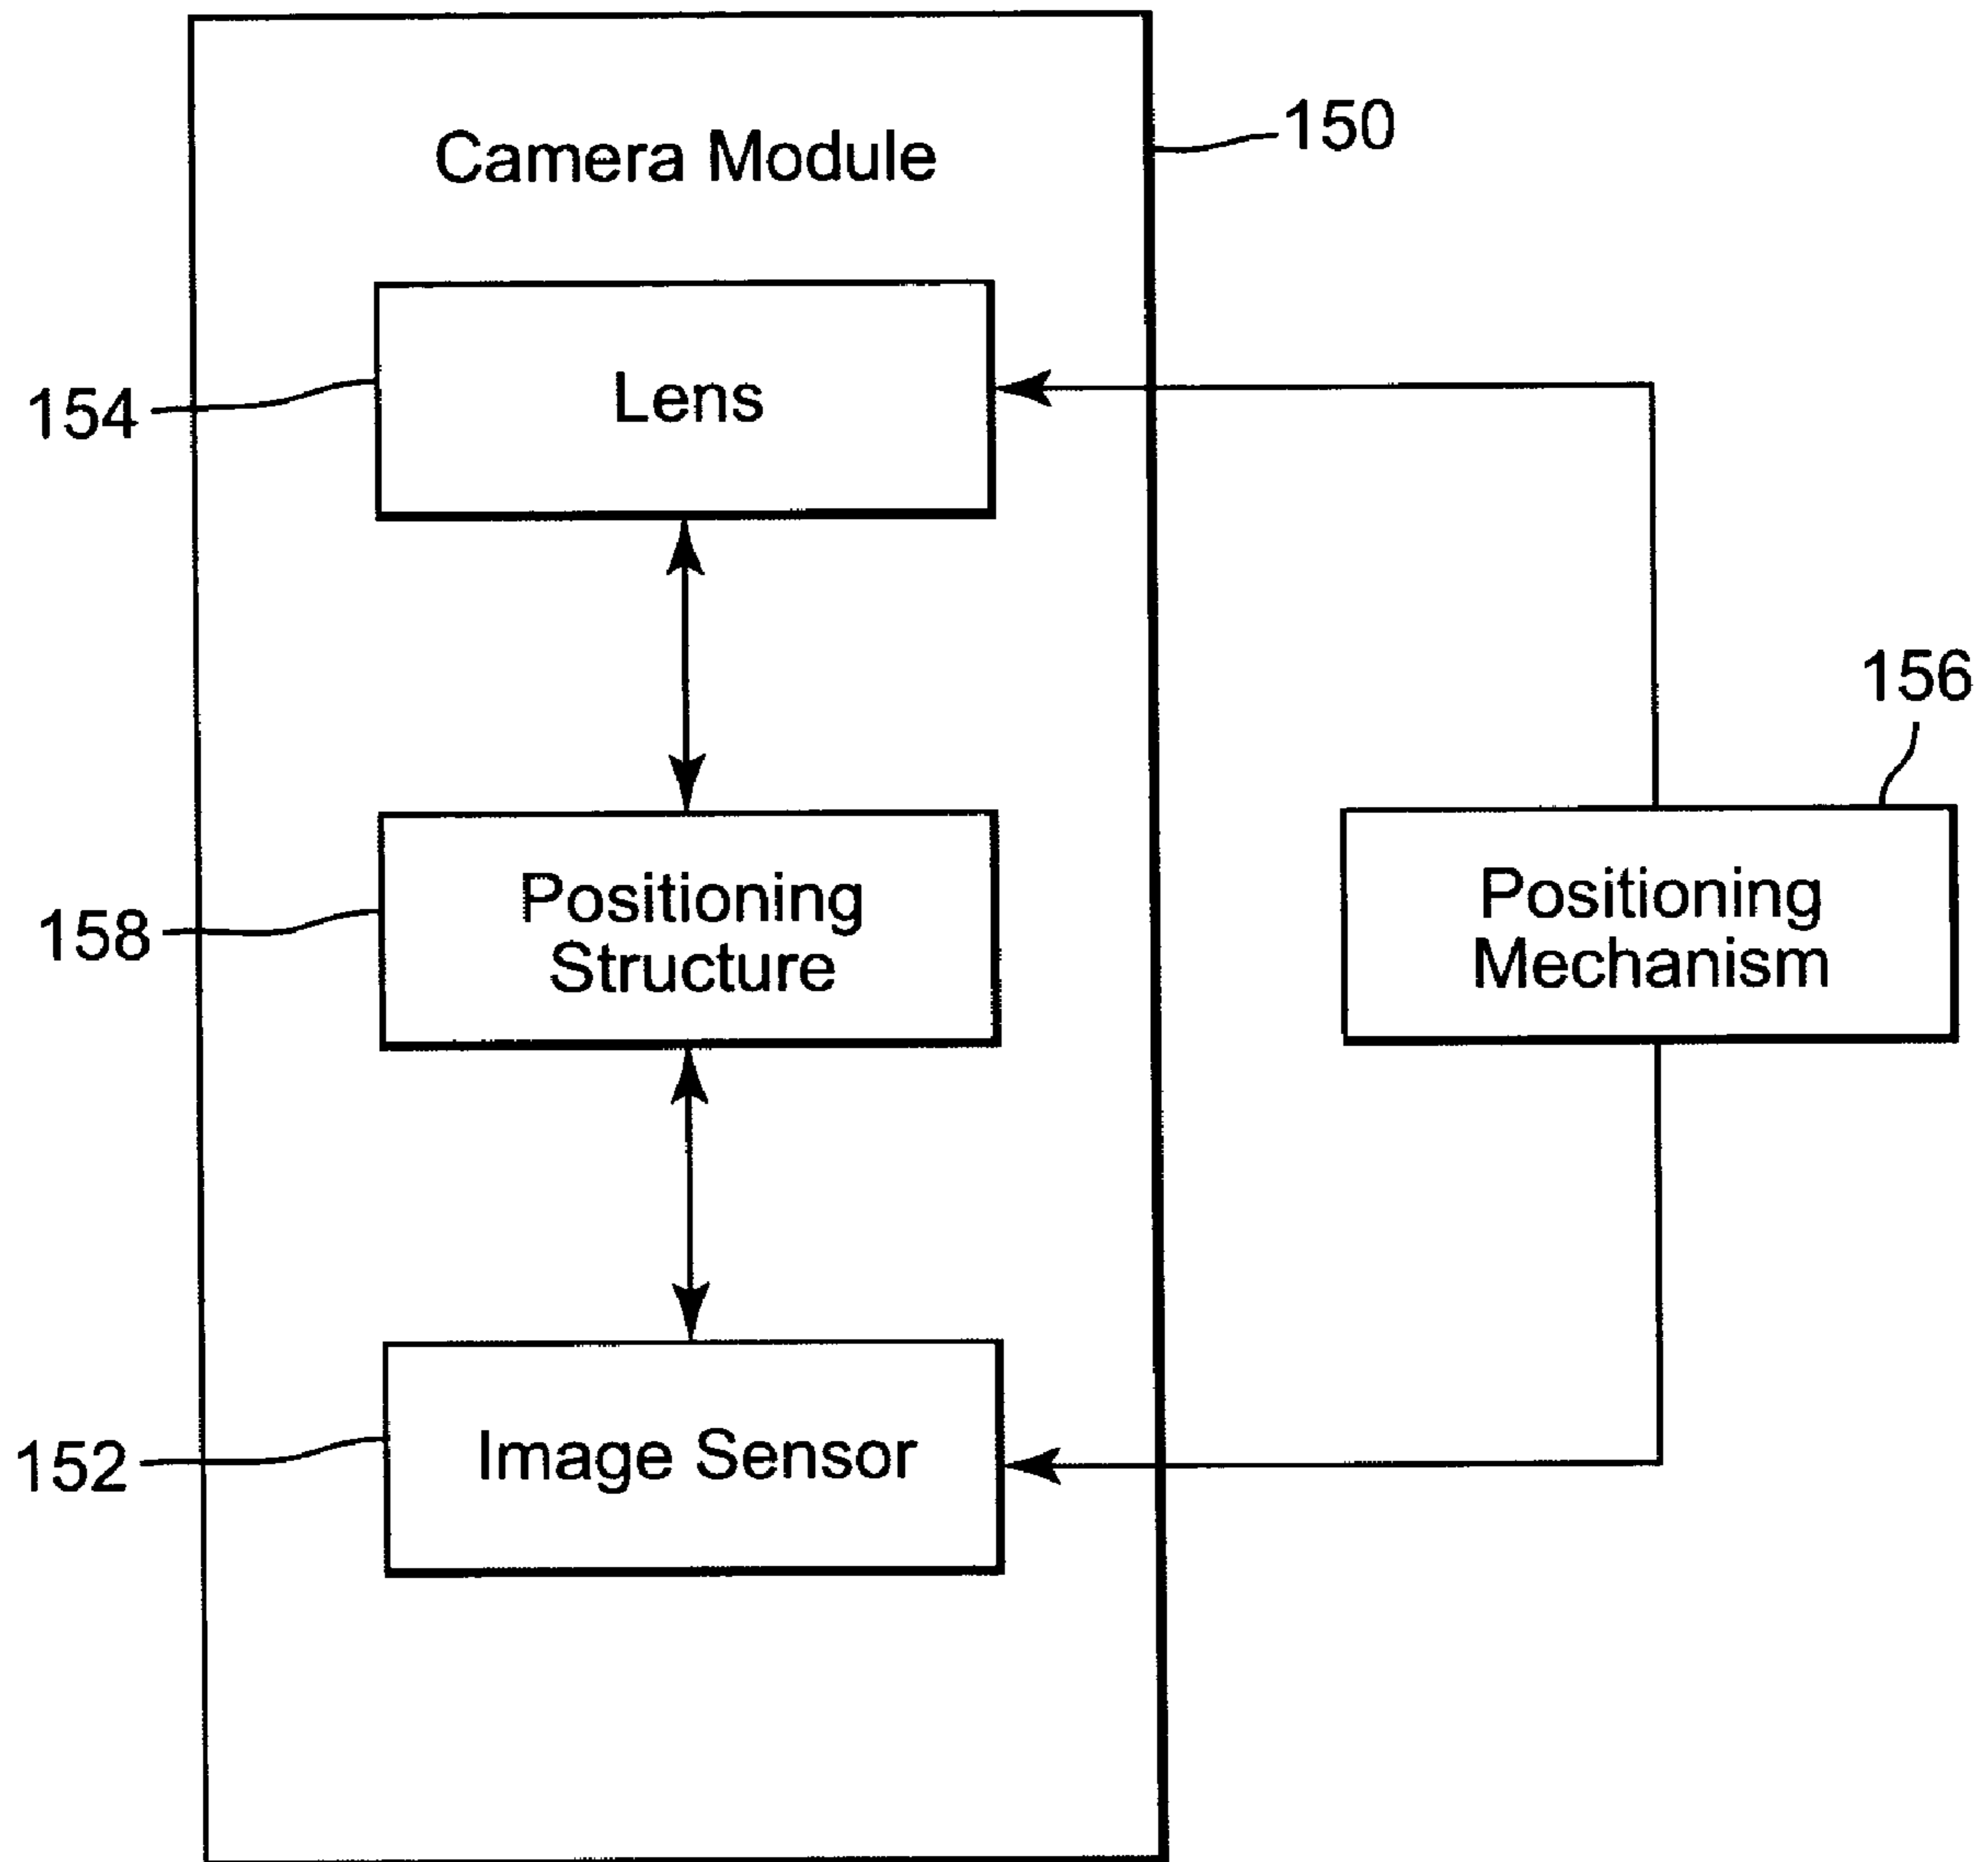 Camera Module
150
Lens
154
156
Positioning
Structure
158
Positioning
Mechanism
Image Sensor
152